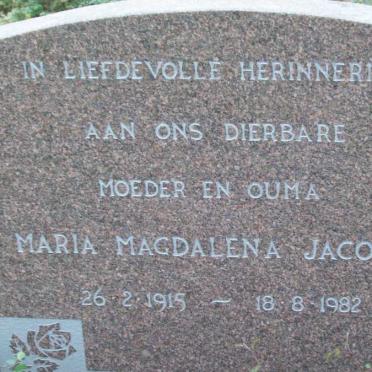 IN LIEFDEVOLLE HERINNERI
AAN ONS DIERBARE
MOEDER EN OUMA
MARIA MAGDALENA JACO
26·2·1915 ~ 18·8·1982